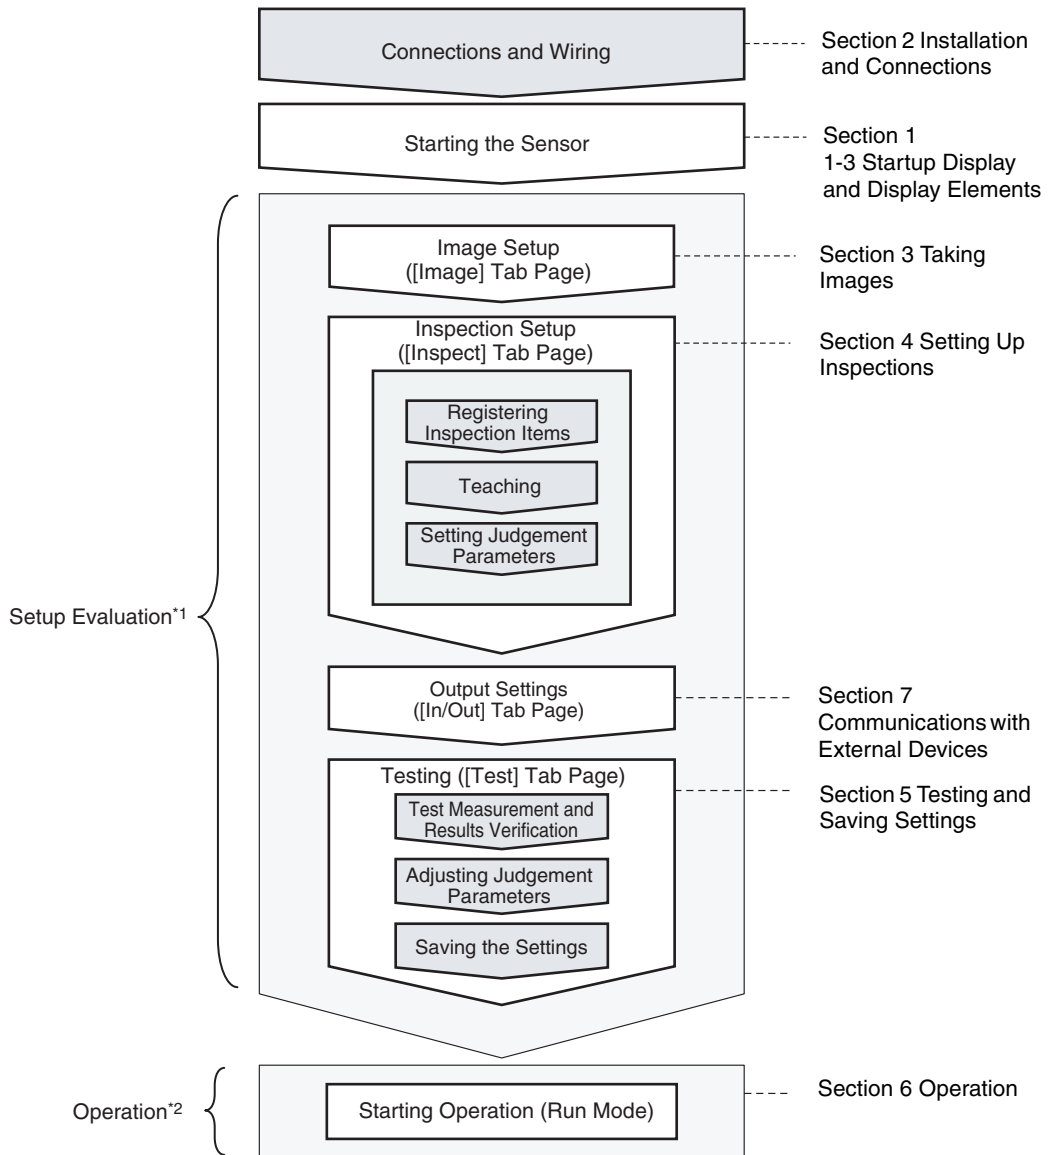 Connections and Wiring
Section 2 Installation
and Connections
Starting the Sensor
Section 1
1-3 Startup Display
and Display Elements
Image Setup
([Image] Tab Page)
Section 3 Taking
Images
Inspection Setup
([Inspect] Tab Page)
Section 4 Setting Up
Inspections
Registering
Inspection Items
Teaching
Setting Judgement
Parameters
Setup Evaluation*1
Output Settings
([In/Out] Tab Page)
Section 7
Communications with
External Devices
Testing ([Test] Tab Page)
Section 5 Testing and
Saving Settings
Test Measurement and
Results Verification
Adjusting Judgement
Parameters
Saving the Settings
Operation*2
Starting Operation (Run Mode)
Section 6 Operation